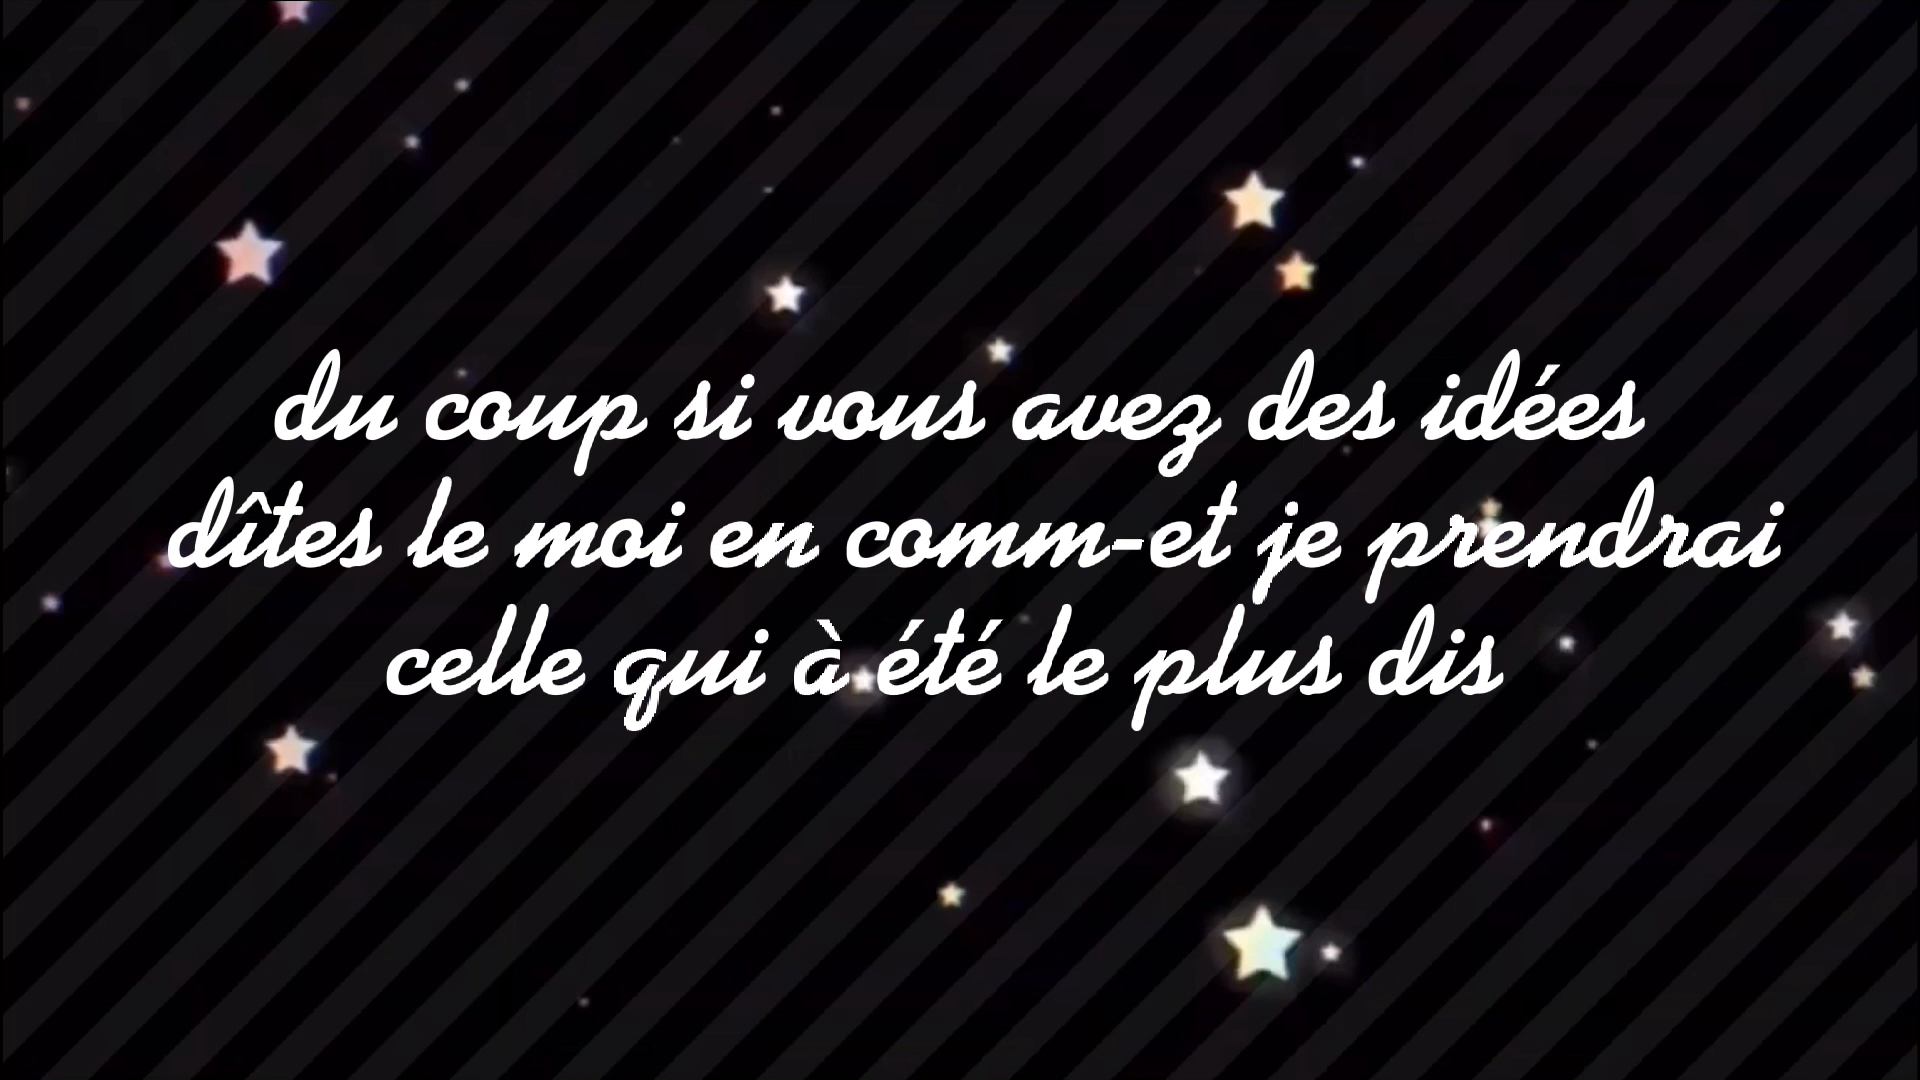 du coup si vous avez des idées
dîtes le moi en comm-et je prendrai
celle qui à été le plus dis